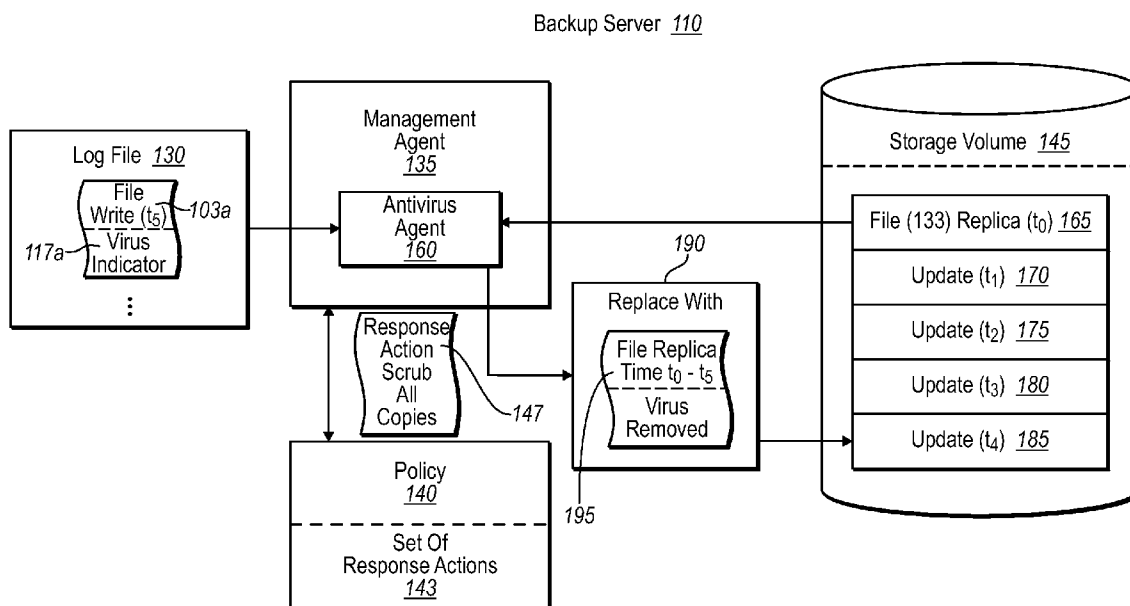 Backup Server 110
Log File 130
File
Write (t5)
103a
117a
Virus
Indicator
Management
Agent
135
Antivirus
Agent
160
Response
Action
Scrub
All
Copies
147
Policy
140
Set Of
Response Actions
143
190
Replace With
File Replica
Time t0 - t5
Virus
Removed
195
Storage Volume 145
File (133) Replica (t0) 165
Update (t1) 170
Update (t2) 175
Update (t3) 180
Update (t4) 185